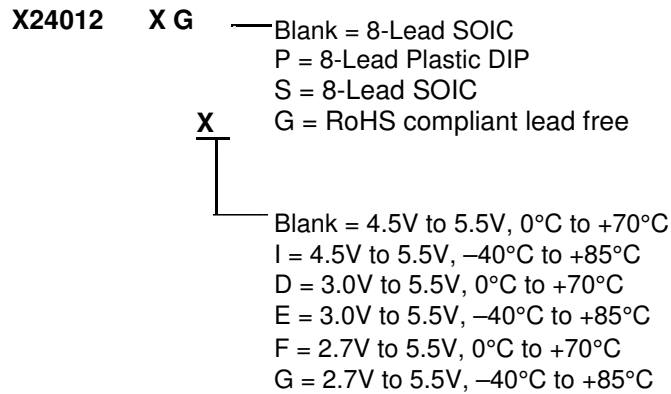 X24012 X G Blank = 8-Lead SOIC
P = 8-Lead Plastic DIP
S = 8-Lead SOIC
X G = RoHS compliant lead free
Blank = 4.5V to 5.5V, 0°C to +70°C
I = 4.5V to 5.5V, –40°C to +85°C
D = 3.0V to 5.5V, 0°C to +70°C
E = 3.0V to 5.5V, –40°C to +85°C
F = 2.7V to 5.5V, 0°C to +70°C
G = 2.7V to 5.5V, –40°C to +85°C